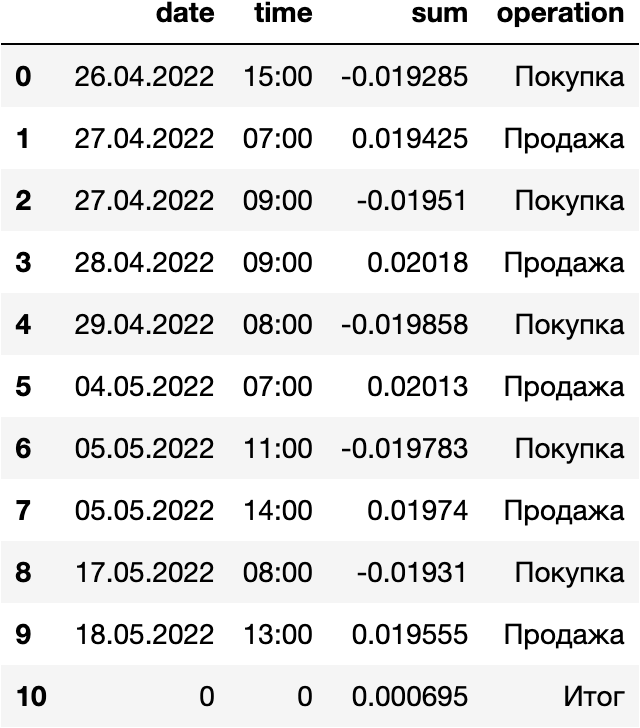 date time sum operation
0 26.04.2022 15:00 -0.019285 Покупка
1 27.04.2022 07:00 0.019425 Продажа
2 27.04.2022 09:00 -0.01951 Покупка
3 28.04.2022 09:00 0.02018 Продажа
4 29.04.2022 08:00 -0.019858 Покупка
5 04.05.2022 07:00 0.02013 Продажа
6 05.05.2022 11:00 -0.019783 Покупка
7 05.05.2022 14:00 0.01974 Продажа
8 17.05.2022 08:00 -0.01931 Покупка
9 18.05.2022 13:00 0.019555 Продажа
10 0 0 0.000695 Итог